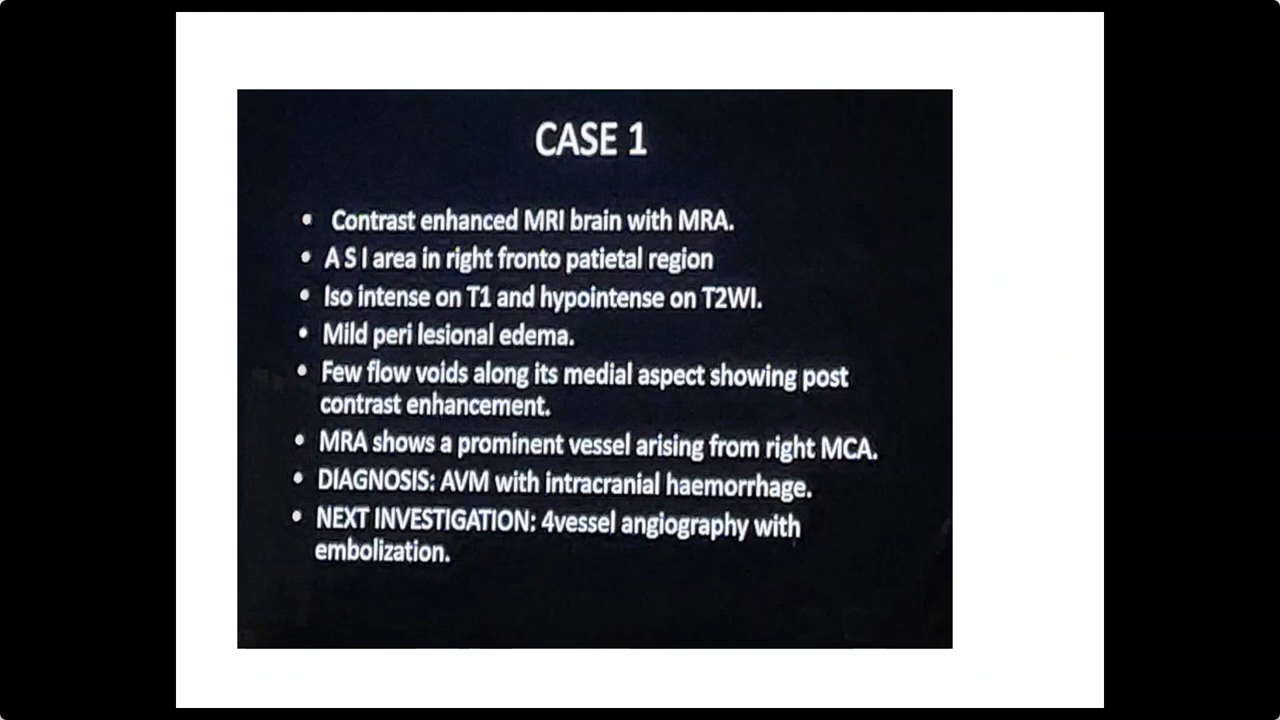 CASE 1
• Contrast enhanced MRI brain with MRA.
• A S I area in right fronto patietal region
• Iso intense on T1 and hypointense on T2WI.
• Mild peri lesional edema.
• Few flow voids along its medial aspect showing post
contrast enhancement.
• MRA shows a prominent vessel arising from right MCA.
• DIAGNOSIS: AVM with intracranial haemorrhage.
• NEXT INVESTIGATION: 4vessel angiography with
embolization.